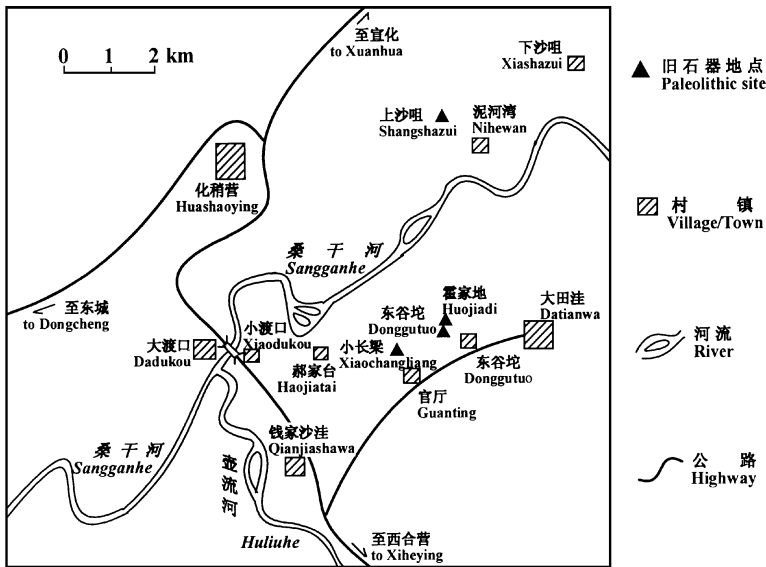 0 1 2 km
至宣化
to Xuanhua
下沙咀
Xiashazui
上沙咀
Shangshazui
泥河湾
Nihewan
化稍营
Huashaoying
桑干河
Sangganhe
至东城
to Dongcheng
大渡口
Dadukou
小渡口
Xiaodukou
郝家台
Haojiatai
小长梁
Xiaochangliang
东谷坨
Donggutuo
霍家地
Huojiadi
大田洼
Datianwa
东谷坨
Donggutuo
官厅
Guanting
钱家沙洼
Qianjiashawa
桑干河
Sangganhe
壶流河
Huliuhe
至西合营
to Xiheying
旧石器地点
Paleolithic site
村镇
Village/Town
河流
River
公路
Highway